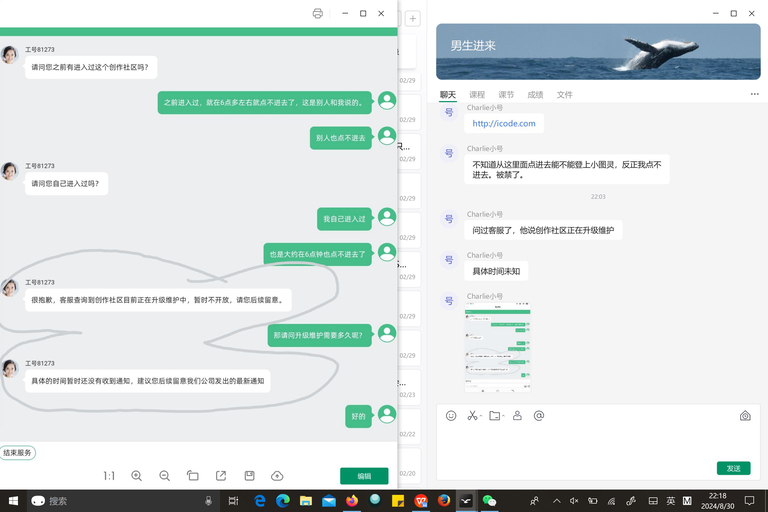 工号81273
请问您之前有进入过这个创作社区吗?
之前进入过，就在6点多左右就点不进去了，这是别人和我说的。
别人也点不进去
工号81273
请问您自己进入过吗?
我自己进入过
也是大约在6点钟也点不进去了
工号81273
很抱歉，客服查询到创作社区目前正在升级维护中，暂时不开放，请您后续留意。
那请问升级维护需要多久呢?
工号81273
具体的时间暂时还没有收到通知，建议您后续留意我们公司发出的最新通知
好的
结束服务
1:1
编辑
02/29
02/29
只...
02/29
02/29
02/29
02/29
02/29
02/23
02/22
02/20
男生进来
聊天 课程 课节 成绩 文件
号
Charlie小号
http://icode.com
号
Charlie小号
不知道从这里面点进去能不能登上小图灵，反正我点不
进去。被禁了。
22:03
号
Charlie小号
问过客服了，他说创作社区正在升级维护
号
Charlie小号
具体时间未知
号
Charlie小号
发送
搜索
英
M
22:18
2024/8/30